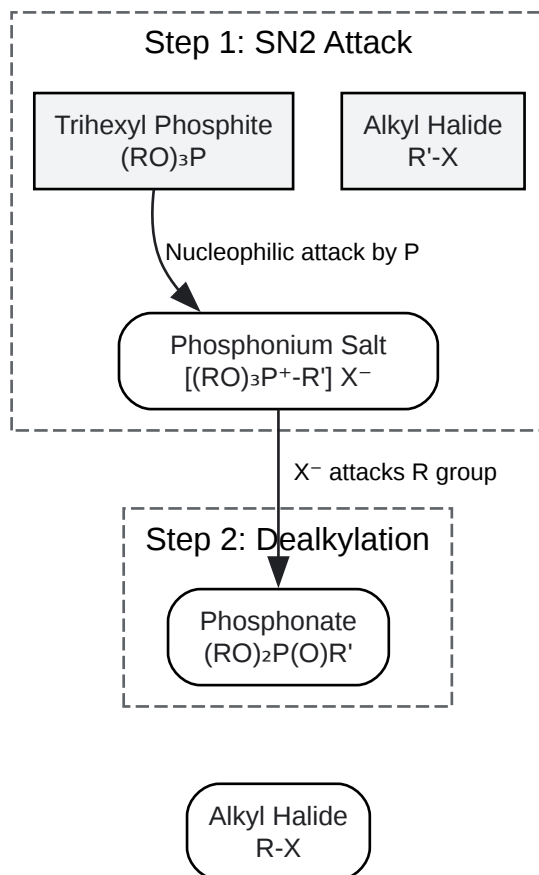 Step 1: SN2 Attack
Trihexyl Phosphite
(RO)₃P
Alkyl Halide
R'-X
Nucleophilic attack by P
Phosphonium Salt
[(RO)₃P⁺-R'] X⁻
X⁻ attacks R group
Step 2: Dealkylation
Phosphonate
(RO)₂P(O)R'
Alkyl Halide
R-X